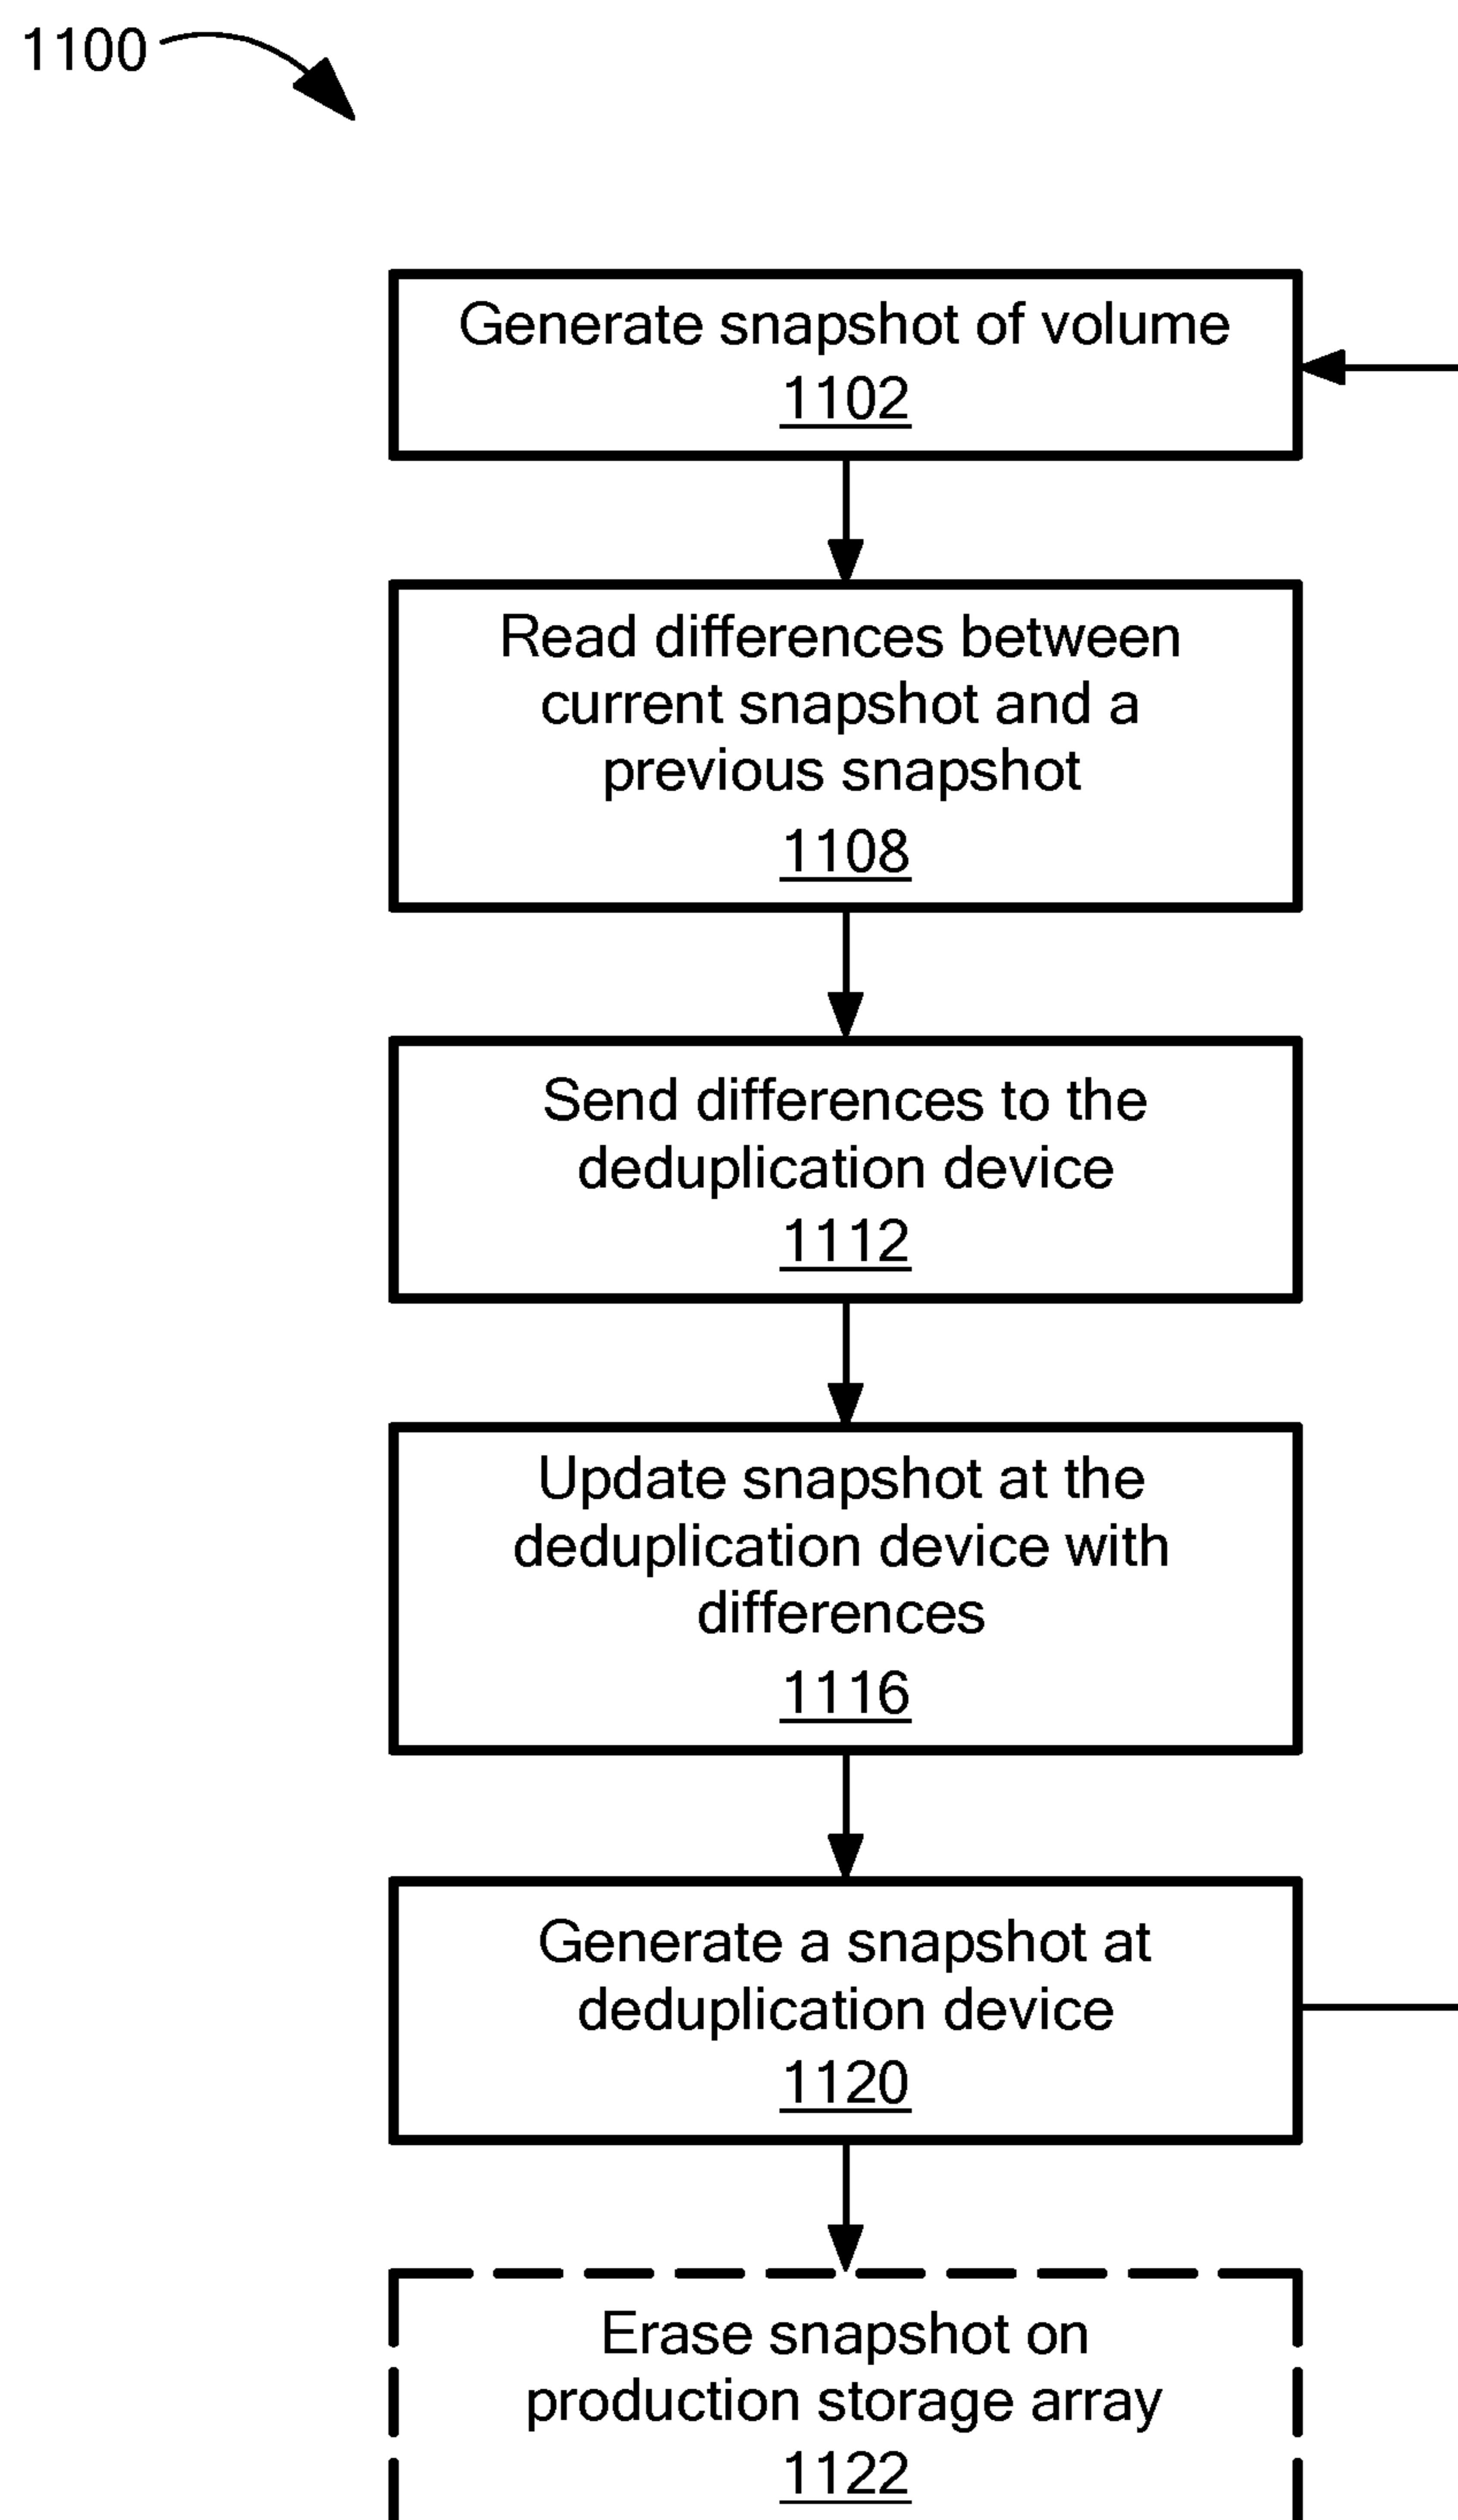 1100
Generate snapshot of volume
1102
Read differences between
current snapshot and a
previous snapshot
1108
Send differences to the
deduplication device
1112
Update snapshot at the
deduplication device with
differences
1116
Generate a snapshot at
deduplication device
1120
Erase snapshot on
production storage array
1122